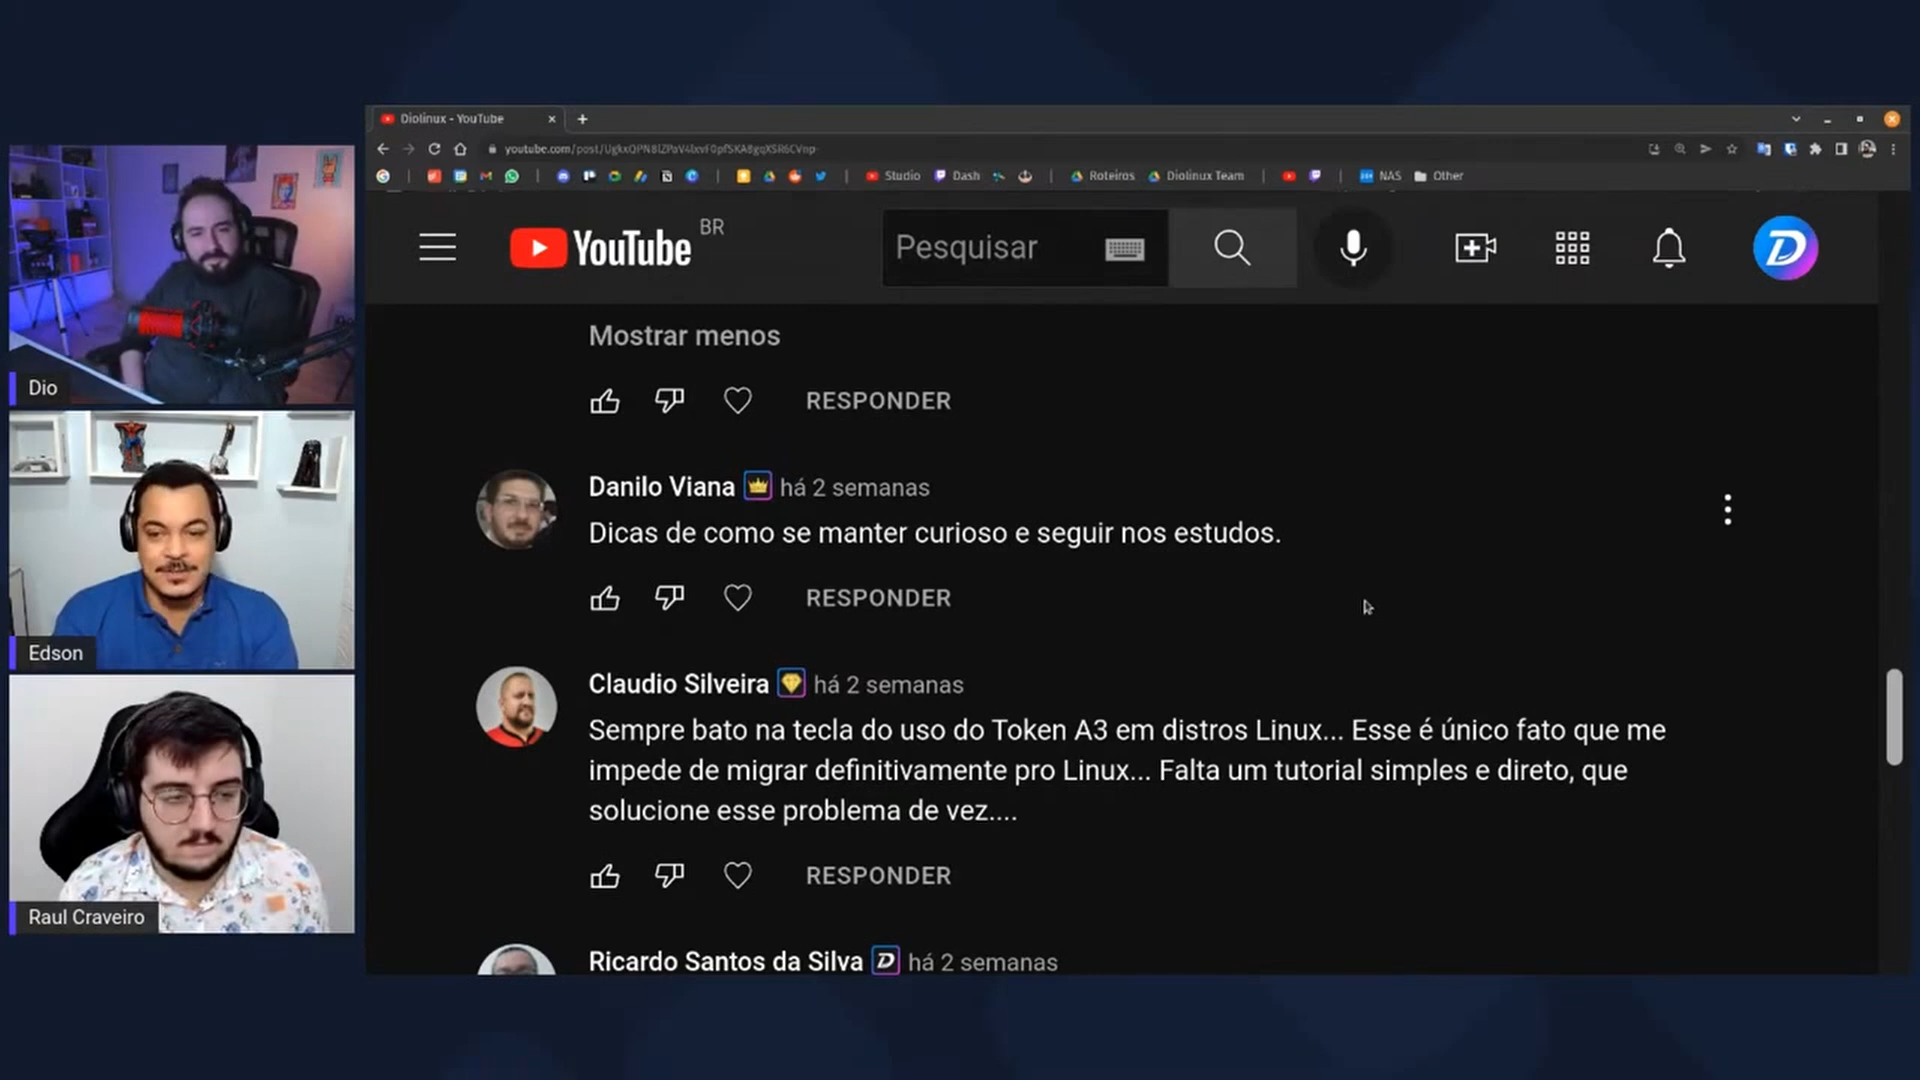 Diolinux - YouTube
Studio
Dash
Roteiros
Diolinux Team
NAS
Other
YouTube BR
Pesquisar
Mostrar menos
RESPONDER
Danilo Viana há 2 semanas
Dicas de como se manter curioso e seguir nos estudos.
RESPONDER
Claudio Silveira há 2 semanas
Sempre bato na tecla do uso do Token A3 em distros Linux... Esse é único fato que me
impede de migrar definitivamente pro Linux... Falta um tutorial simples e direto, que
solucione esse problema de vez....
RESPONDER
Ricardo Santos da Silva há 2 semanas
Dio
Edson
Raul Craveiro